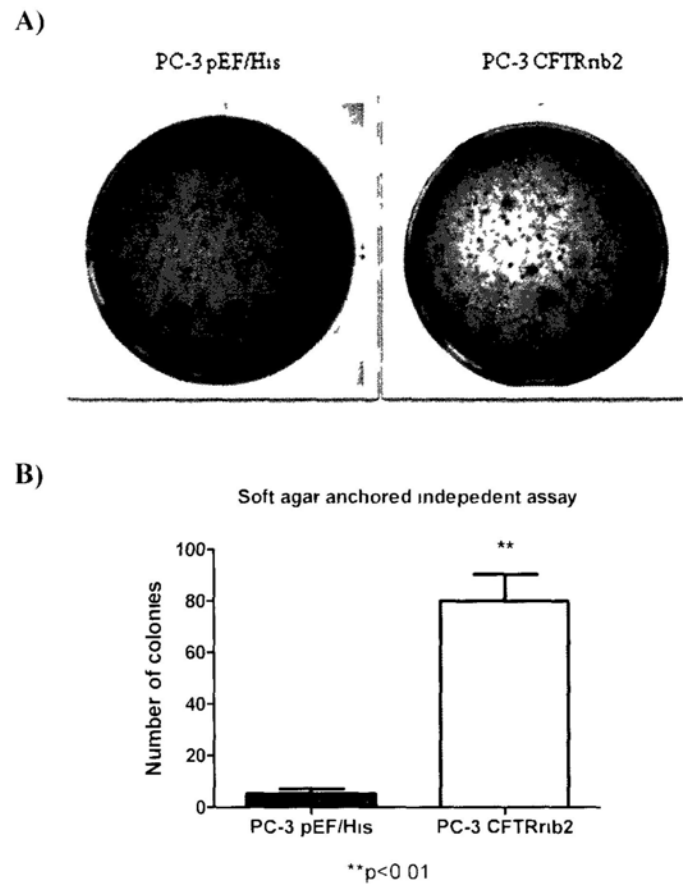 A)
PC-3 pEF/His PC-3 CFTRrib2
B)
Soft agar anchored indepedent assay
**
Number of colonies
100
80
60
40
20
0
PC-3 pEF/His PC-3 CFTRrib2
**p<0 01